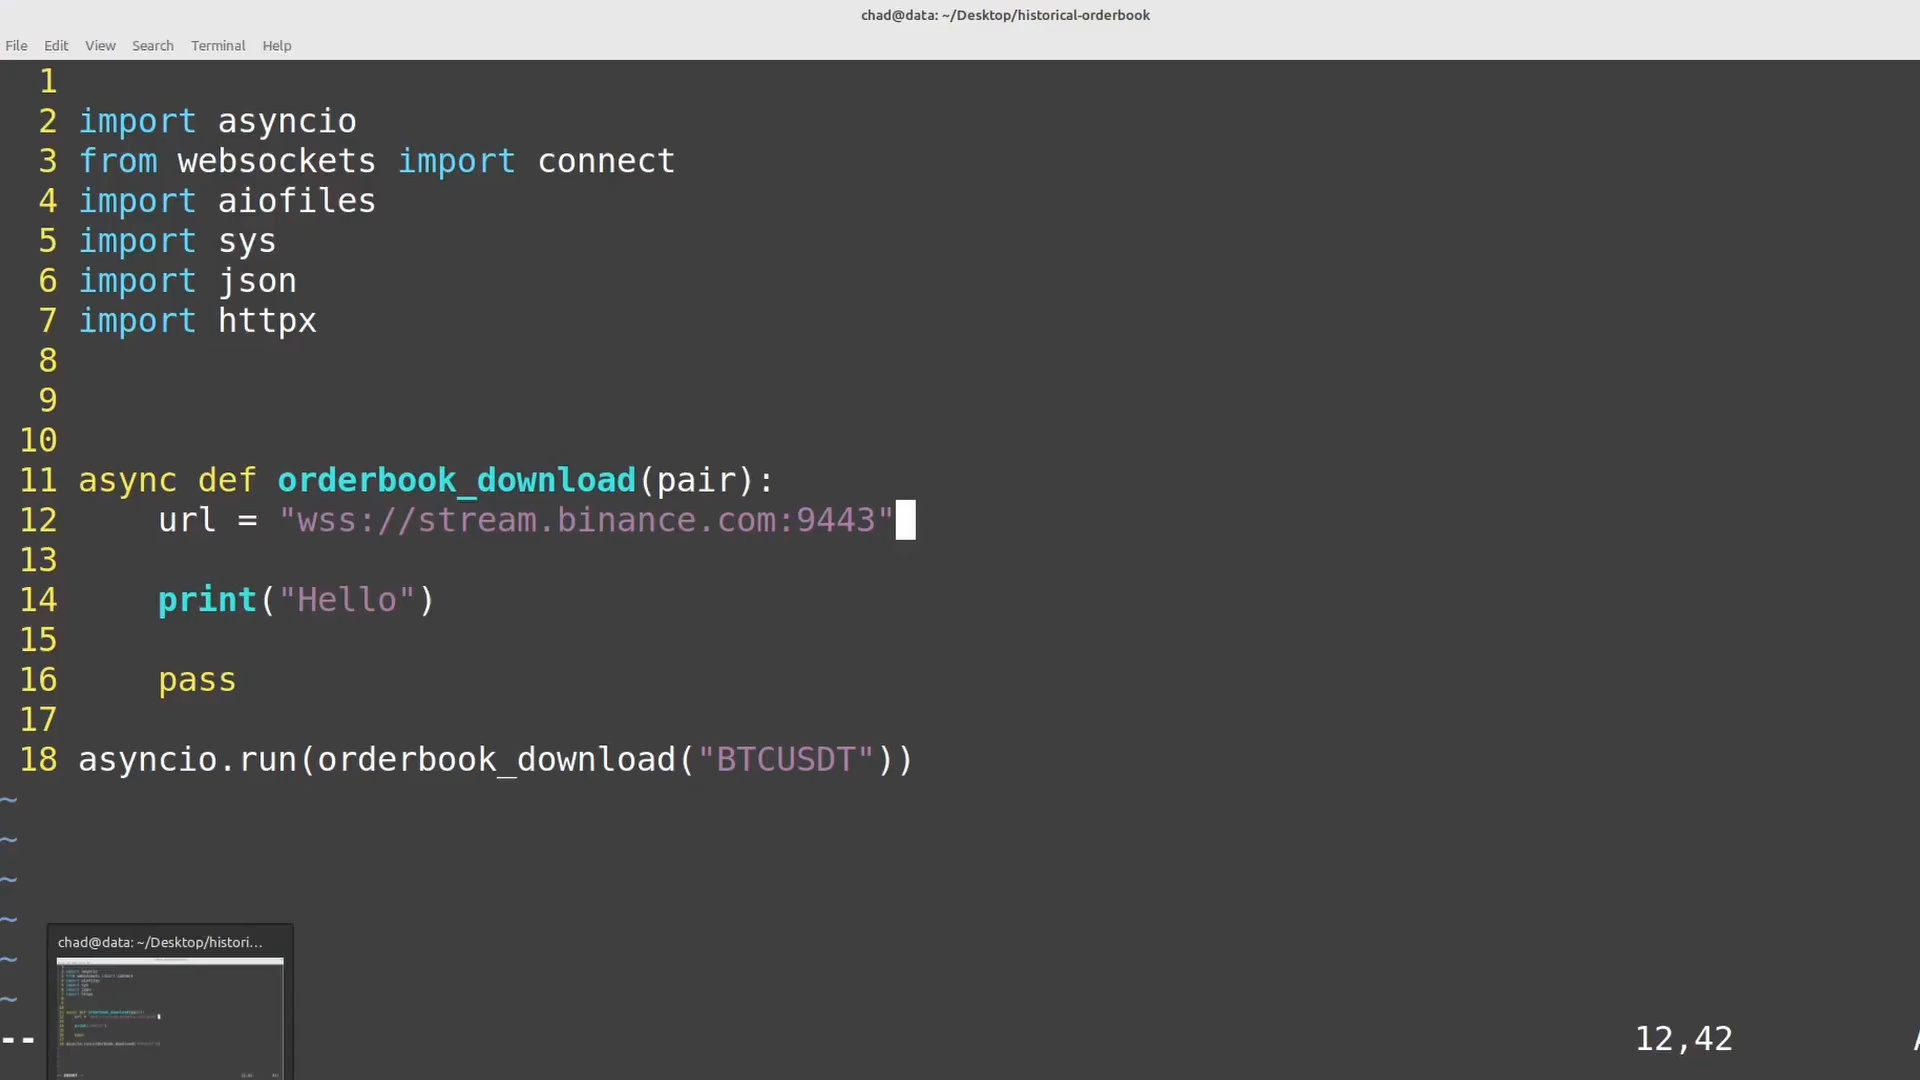 chad@data: ~/Desktop/historical-orderbook
File Edit View Search Terminal Help
1
2 import asyncio
3 from websockets import connect
4 import aiofiles
5 import sys
6 import json
7 import httpx
8
9
10
11 async def orderbook_download(pair):
12     url = "wss://stream.binance.com:9443"
13
14     print("Hello")
15
16     pass
17
18 asyncio.run(orderbook_download("BTCUSDT"))
~
~
~
~
~
~
chad@data: ~/Desktop/histori...
-- 12,42